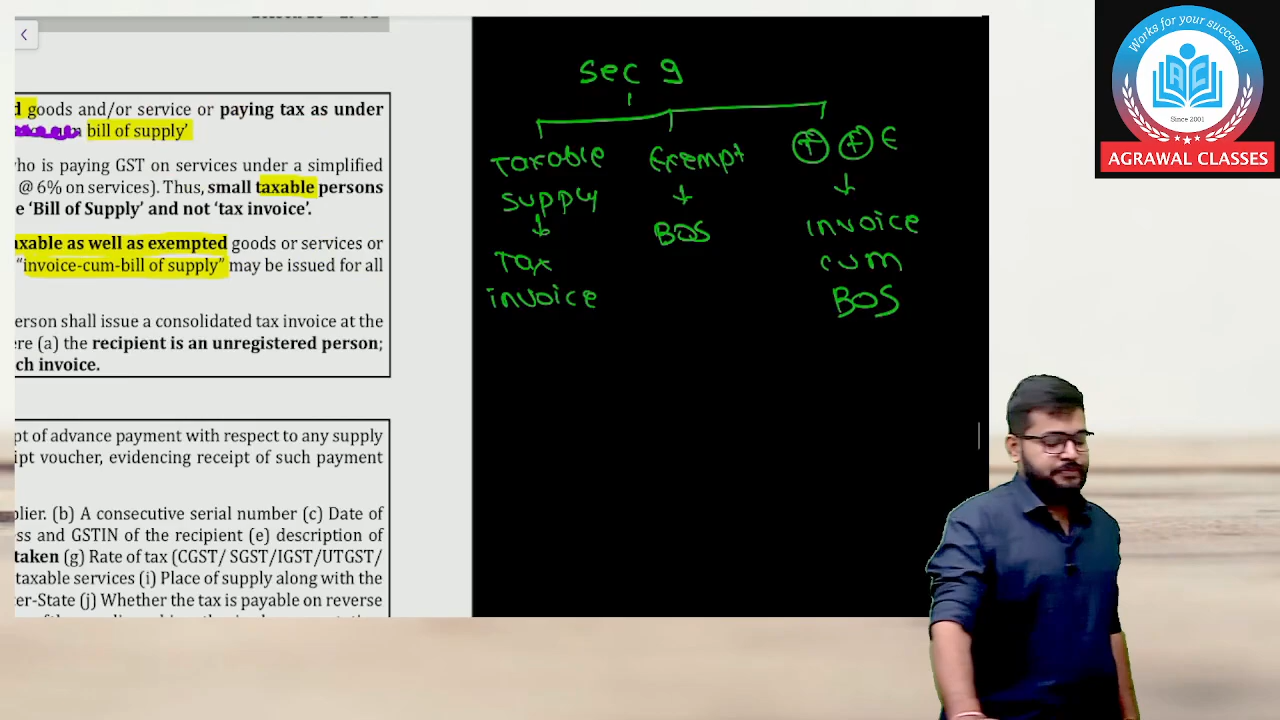 d goods and/or service or paying tax as under
bill of supply’
who is paying GST on services under a simplified
@ 6% on services). Thus, small taxable persons
e ‘Bill of Supply’ and not ‘tax invoice’.
axable as well as exempted goods or services or
“invoice-cum-bill of supply” may be issued for all
erson shall issue a consolidated tax invoice at the
ere (a) the recipient is an unregistered person;
ch invoice.
pt of advance payment with respect to any supply
ipt voucher, evidencing receipt of such payment
plier. (b) A consecutive serial number (c) Date of
ss and GSTIN of the recipient (e) description of
taken (g) Rate of tax (CGST/ SGST/IGST/UTGST/
taxable services (i) Place of supply along with the
er-State (j) Whether the tax is payable on reverse
Sec 9
Taxable
supply
Tax
invoice
Exempt
BOS
T + E
invoice
cum
BOS
Works for your success!
AC
Since 2001
AGRAWAL CLASSES